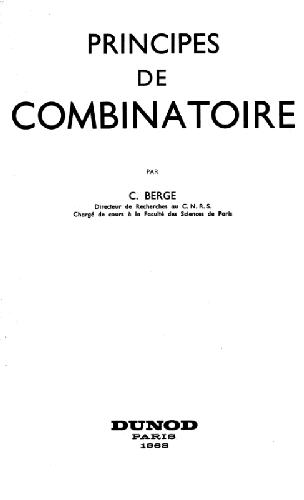 PRINCIPES
DE
COMBINATOIRE
PAR
C. BERGE
Directeur de Recherches au C. N. R. S.
Chargé de cours à la Faculté des Sciences de Paris
DUNOD
PARIS
1968